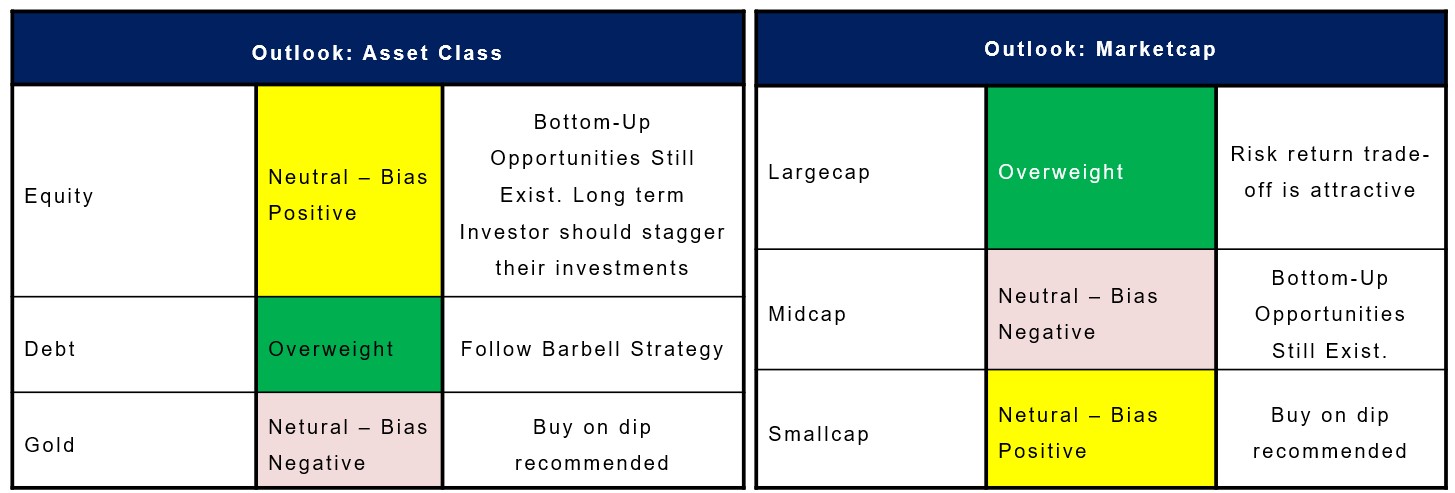 Outlook: Asset Class
Equity
Neutral – Bias
Positive
Bottom-Up
Opportunities Still
Exist. Long term
Investor should stagger
their investments
Debt
Overweight
Follow Barbell Strategy
Gold
Netural – Bias
Negative
Buy on dip
recommended
Outlook: Marketcap
Largecap
Overweight
Risk return trade-
off is attractive
Midcap
Neutral – Bias
Negative
Bottom-Up
Opportunities
Still Exist.
Smallcap
Netural – Bias
Positive
Buy on dip
recommended